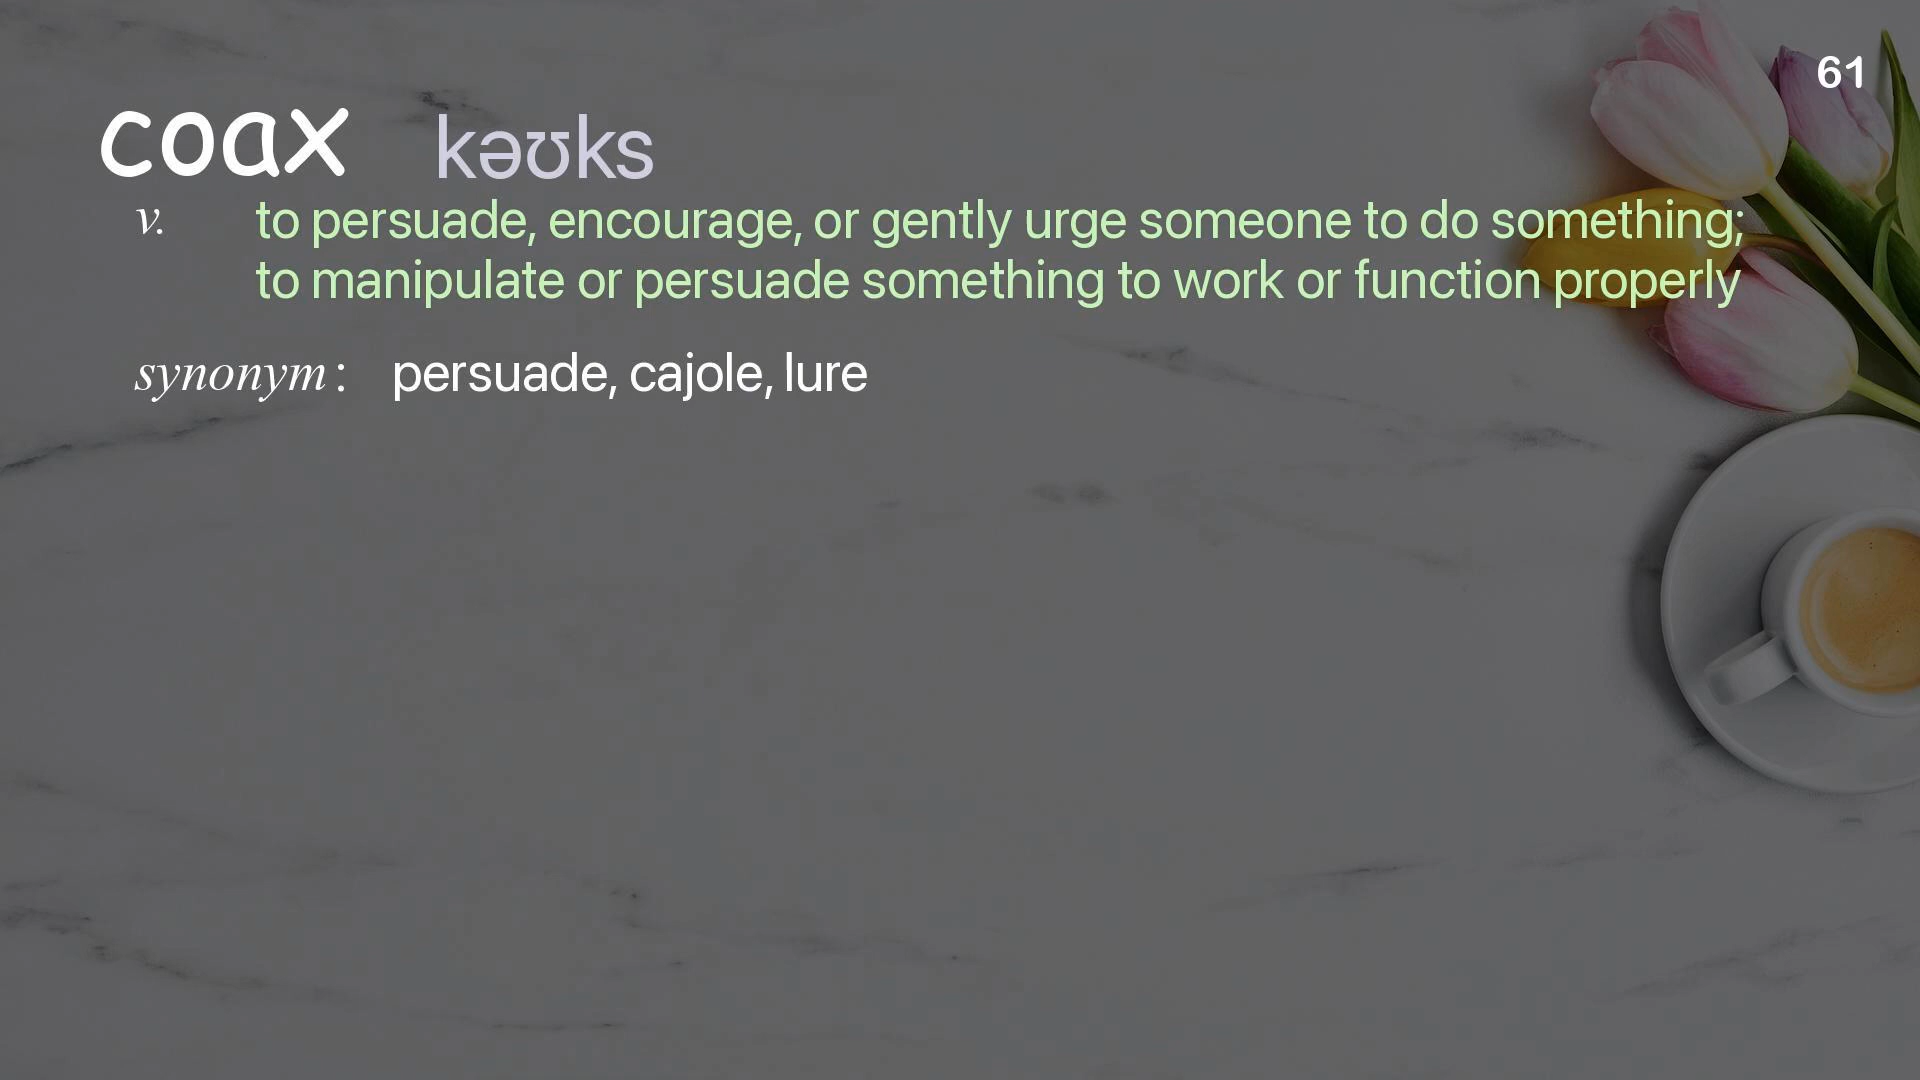 61
coax kəʊks
v. to persuade, encourage, or gently urge someone to do something;
to manipulate or persuade something to work or function properly
synonym : persuade, cajole, lure